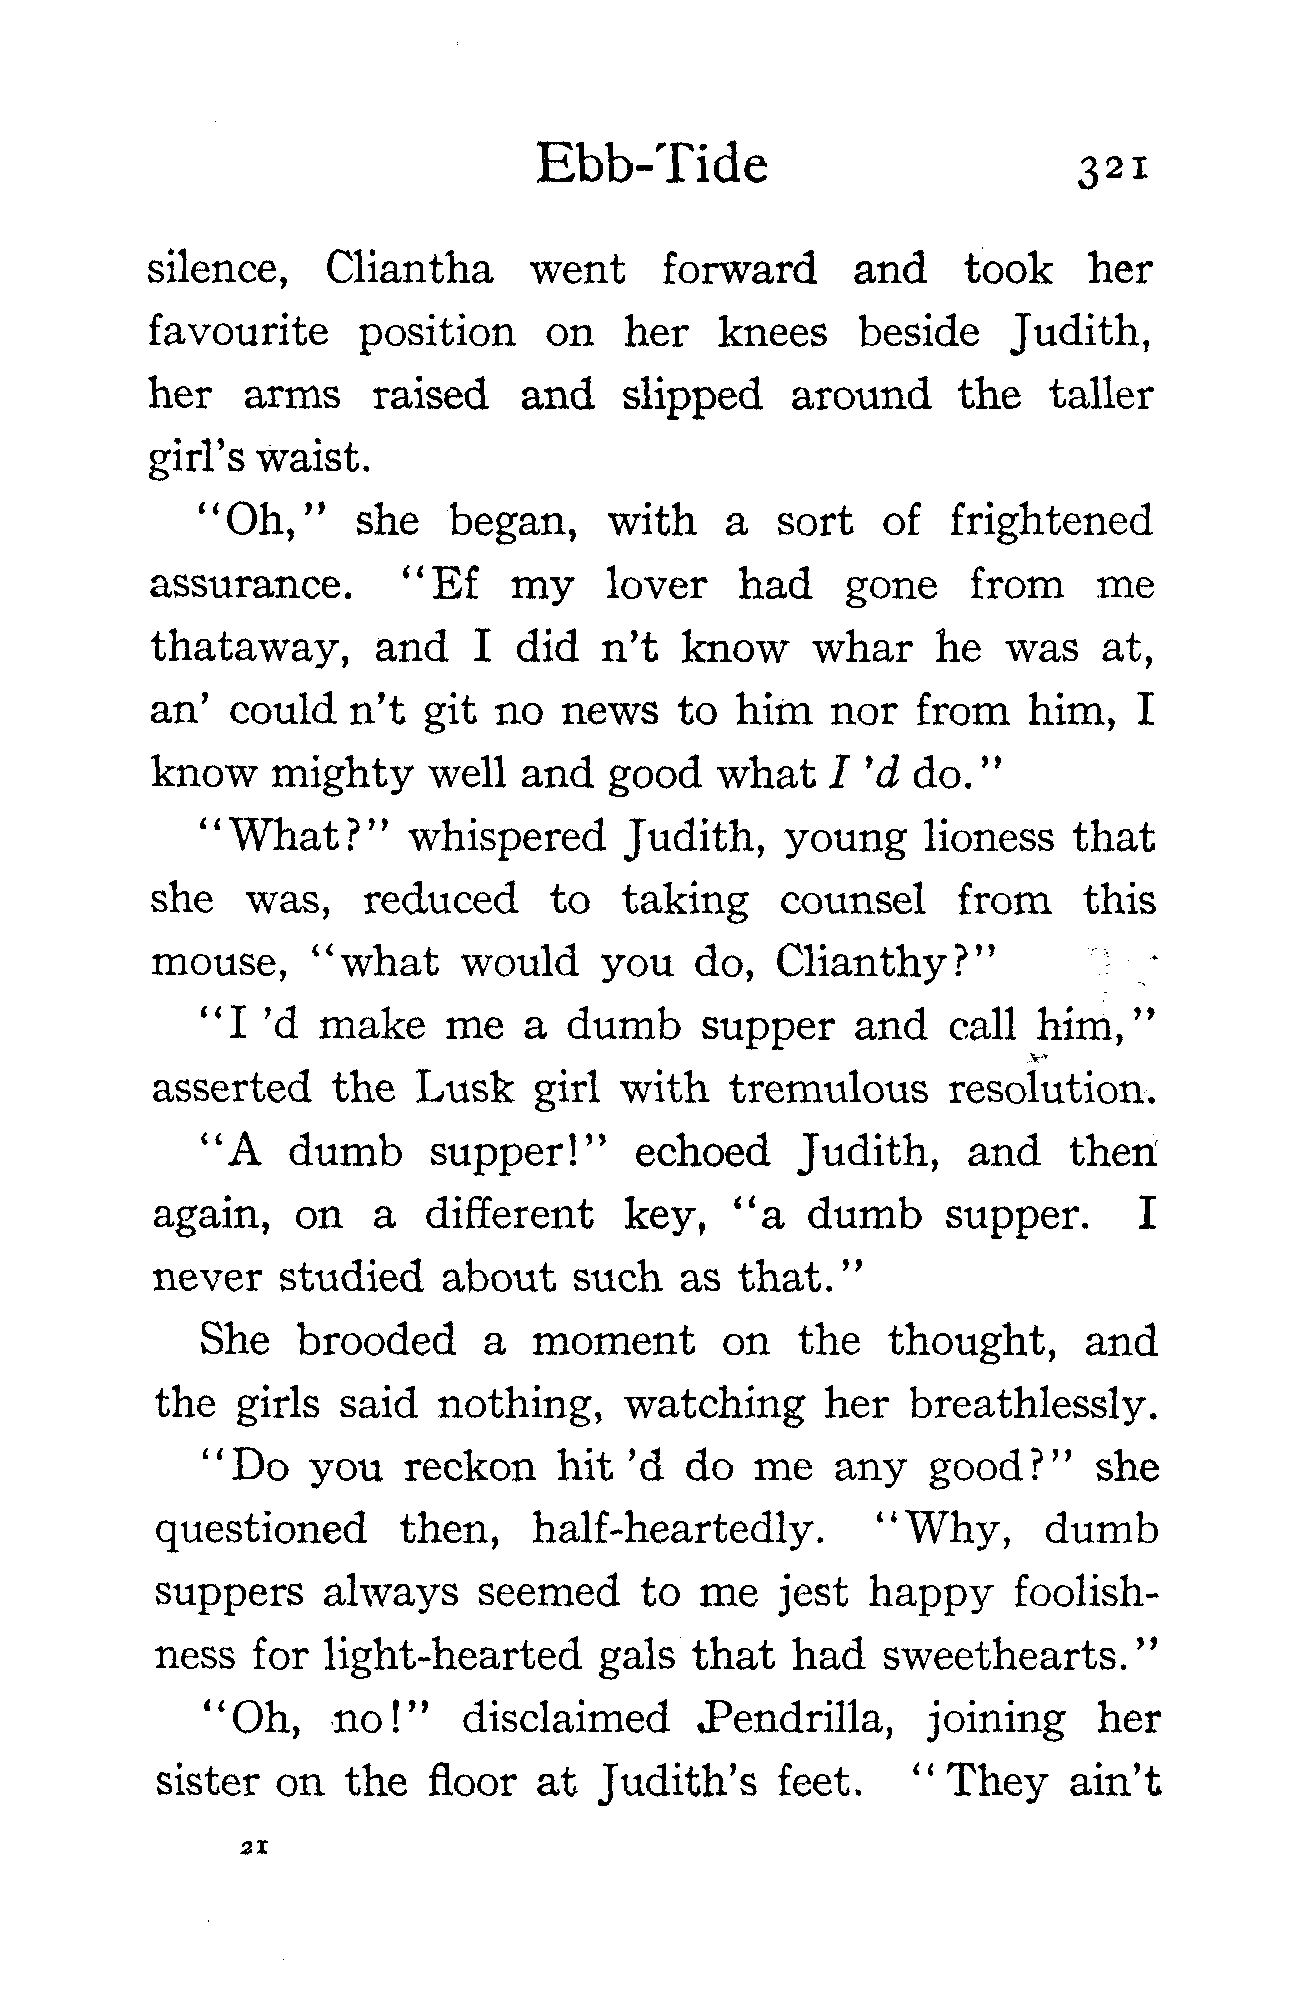 Ebb-Tide 321
silence, Cliantha went forward and took her
favourite position on her knees beside Judith,
her arms raised and slipped around the taller
girl's waist.
"Oh," she began, with a sort of frightened
assurance. "Ef my lover had gone from me
thataway, and I did n't know whar he was at,
an' could n't git no news to him nor from him, I
know mighty well and good what I 'd do."
"What?" whispered Judith, young lioness that
she was, reduced to taking counsel from this
mouse, "what would you do, Clianthy?"
"I 'd make me a dumb supper and call him,"
asserted the Lusk girl with tremulous resolution.
"A dumb supper!" echoed Judith, and then
again, on a different key, "a dumb supper. I
never studied about such as that."
She brooded a moment on the thought, and
the girls said nothing, watching her breathlessly.
"Do you reckon hit 'd do me any good?" she
questioned then, half-heartedly. "Why, dumb
suppers always seemed to me jest happy foolish-
ness for light-hearted gals that had sweethearts."
"Oh, no!" disclaimed Pendrilla, joining her
sister on the floor at Judith's feet. "They ain't
21